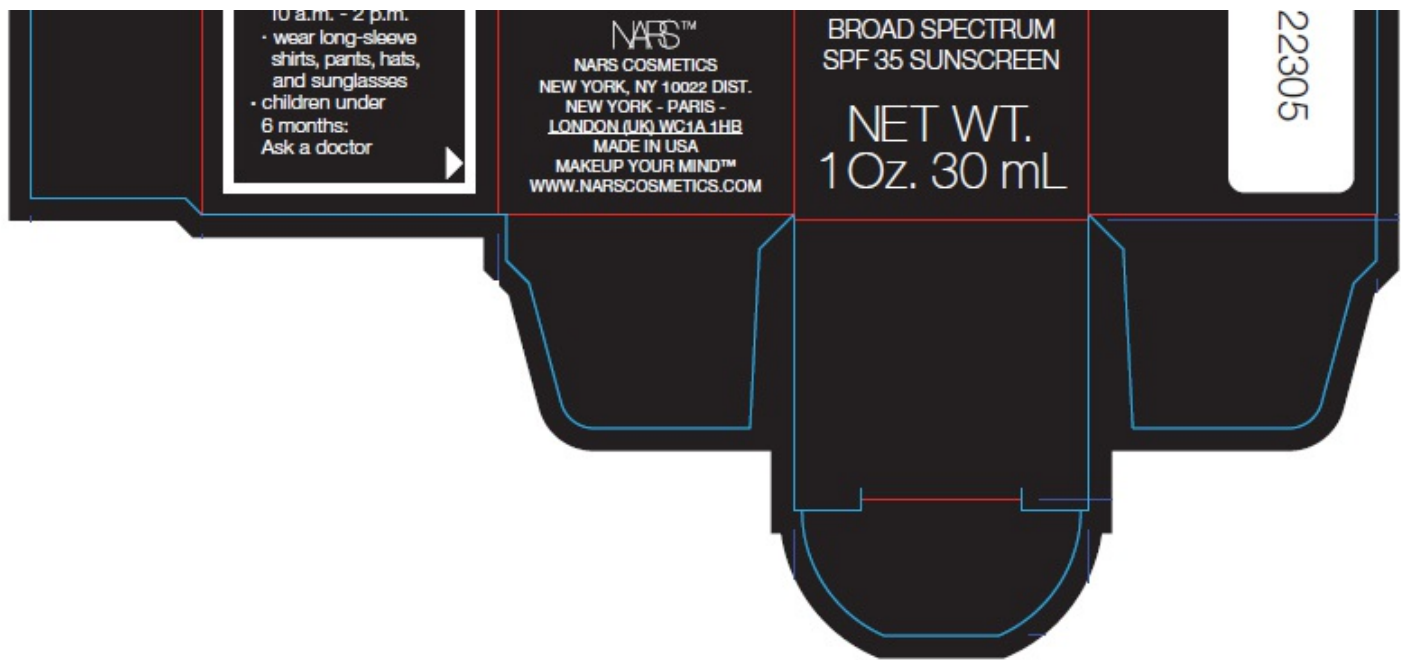 10 a.m. - 2 p.m.
· wear long-sleeve
shirts, pants, hats,
and sunglasses
· children under
6 months:
Ask a doctor
NARS™
NARS COSMETICS
NEW YORK, NY 10022 DIST.
NEW YORK - PARIS -
LONDON (UK) WC1A 1HB
MADE IN USA
MAKEUP YOUR MIND™
WWW.NARSCOSMETICS.COM
BROAD SPECTRUM
SPF 35 SUNSCREEN
NET WT.
1 Oz. 30 mL
22305